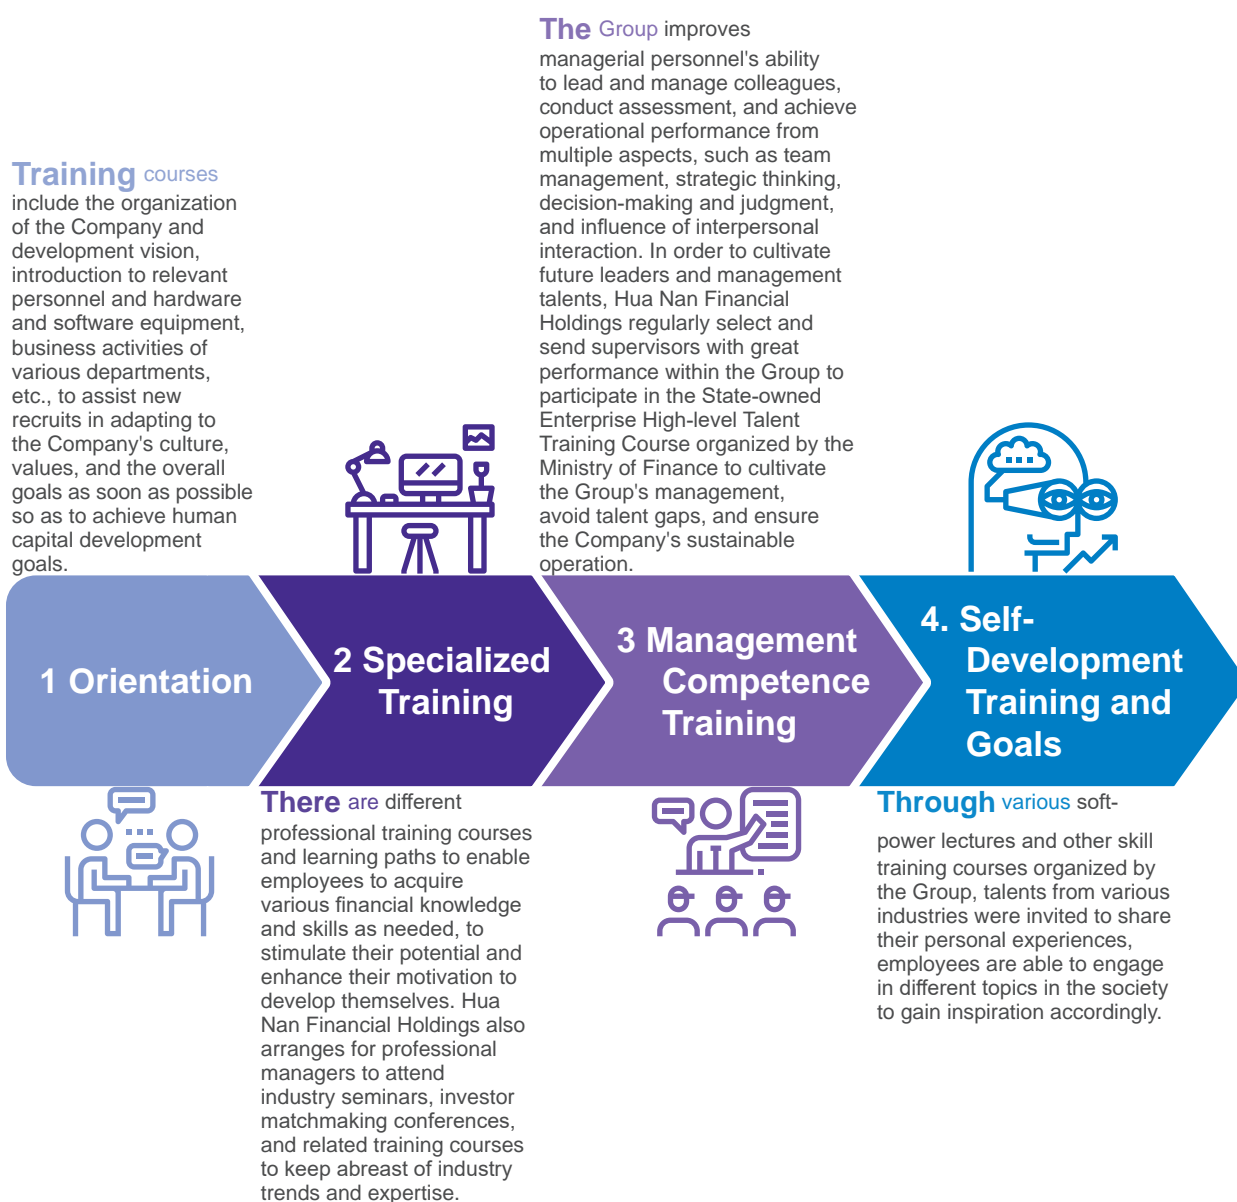 Training courses
include the organization
of the Company and
development vision,
introduction to relevant
personnel and hardware
and software equipment,
business activities of
various departments,
etc., to assist new
recruits in adapting to
the Company's culture,
values, and the overall
goals as soon as possible
so as to achieve human
capital development
goals.
1 Orientation
2 Specialized
Training
There are different
professional training courses
and learning paths to enable
employees to acquire
various financial knowledge
and skills as needed, to
stimulate their potential and
enhance their motivation to
develop themselves. Hua
Nan Financial Holdings also
arranges for professional
managers to attend
industry seminars, investor
matchmaking conferences,
and related training courses
to keep abreast of industry
trends and expertise.
The Group improves
managerial personnel's ability
to lead and manage colleagues,
conduct assessment, and achieve
operational performance from
multiple aspects, such as team
management, strategic thinking,
decision-making and judgment,
and influence of interpersonal
interaction. In order to cultivate
future leaders and management
talents, Hua Nan Financial
Holdings regularly select and
send supervisors with great
performance within the Group to
participate in the State-owned
Enterprise High-level Talent
Training Course organized by the
Ministry of Finance to cultivate
the Group's management,
avoid talent gaps, and ensure
the Company's sustainable
operation.
3 Management
Competence
Training
4. Self-
Development
Training and
Goals
Through various soft-
power lectures and other skill
training courses organized by
the Group, talents from various
industries were invited to share
their personal experiences,
employees are able to engage
in different topics in the society
to gain inspiration accordingly.